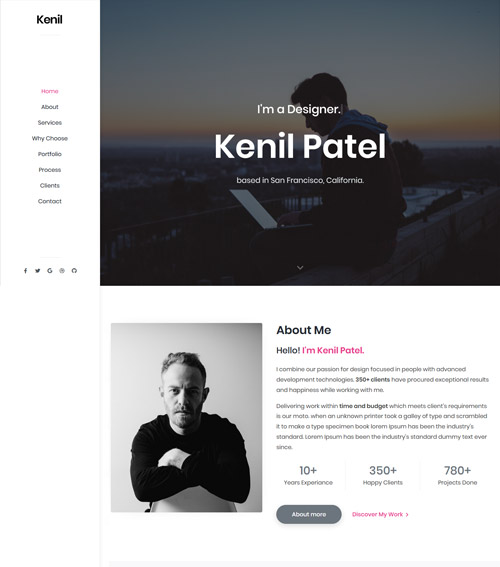 Kenil
Home
About
Services
Why Choose
Portfolio
Process
Clients
Contact
I'm a Designer.
Kenil Patel
based in San Francisco, California.
About Me
Hello! I'm Kenil Patel.
I combine our passion for design focused in people with advanced
development technologies. 350+ clients have procured exceptional results
and happiness while working with me.
Delivering work within time and budget which meets client's requirements
is our moto. when an unknown printer took a galley of type and scrambled
it to make a type specimen book lorem Ipsum has been the industry's
standard. Lorem Ipsum has been the industry's standard dummy text ever
since.
10+
Years Experiance
350+
Happy Clients
780+
Projects Done
About more
Discover My Work